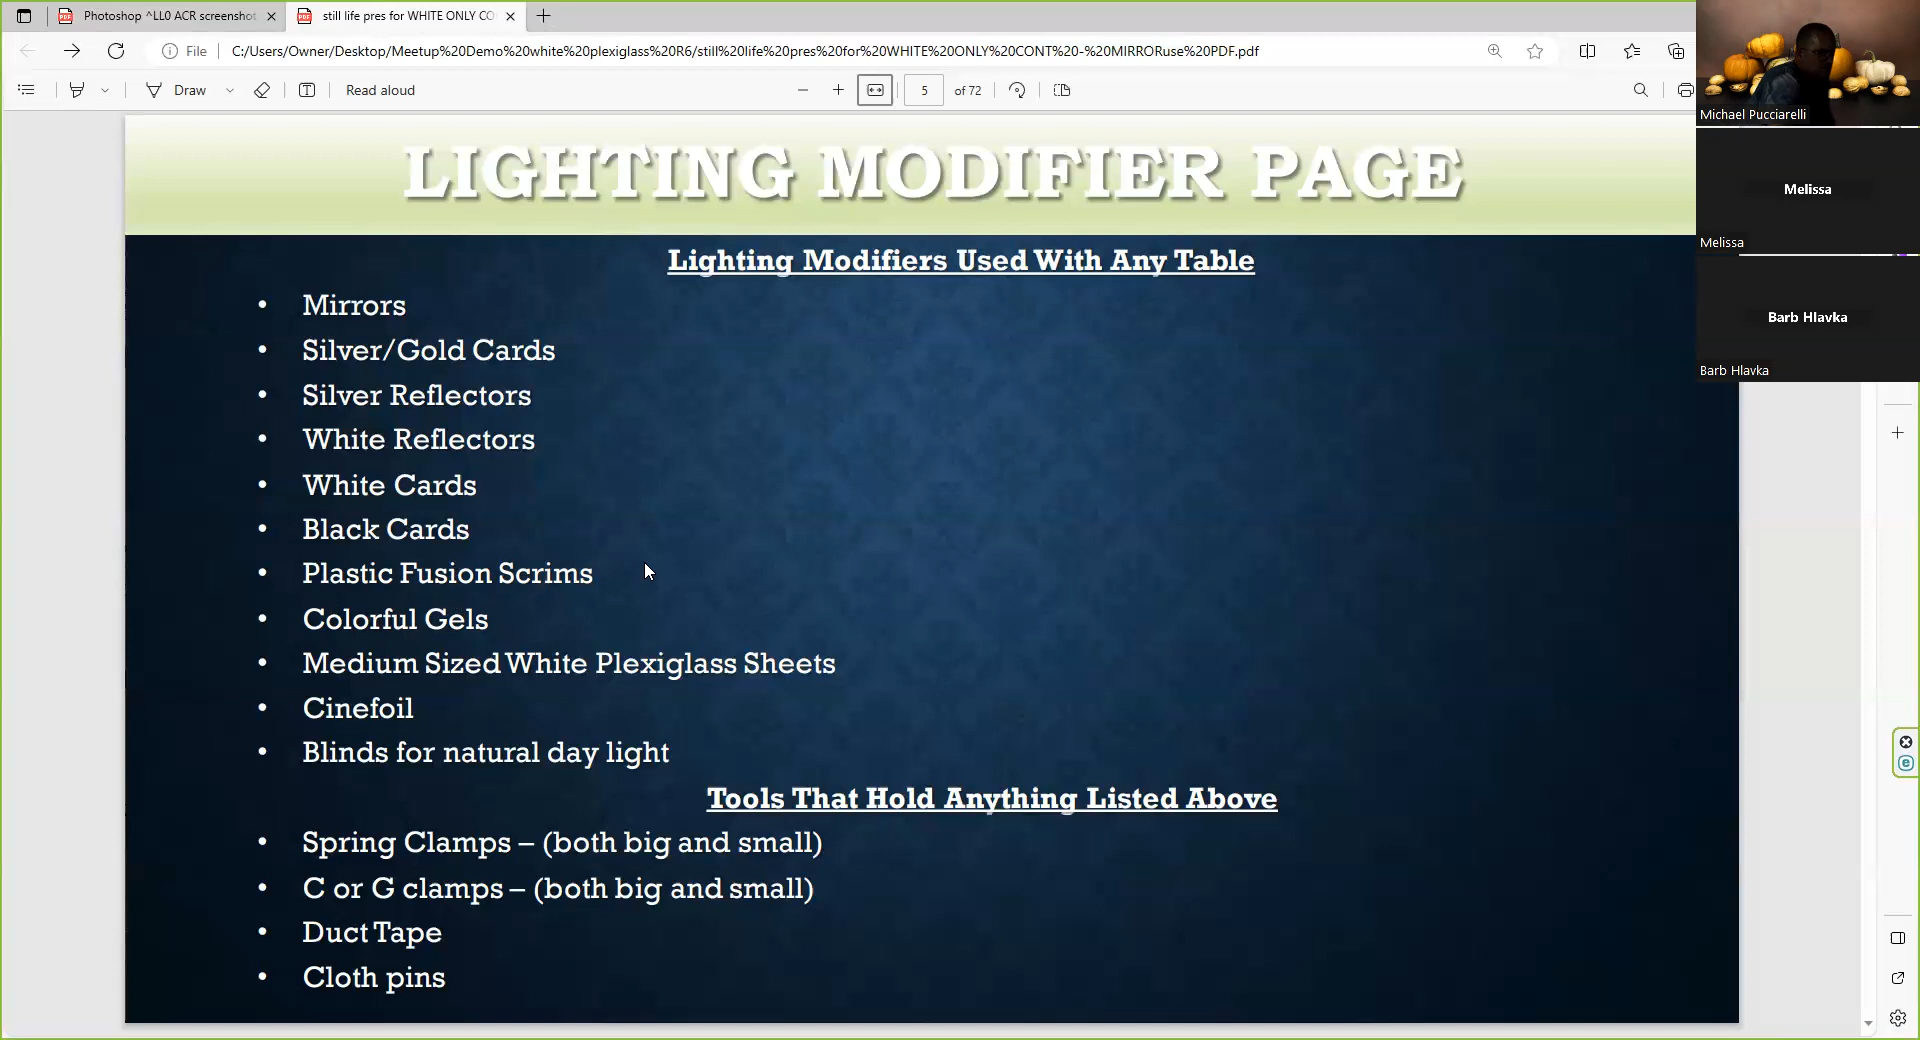 Photoshop ^LL0 ACR screenshot
still life pres for WHITE ONLY CO
File
C:/Users/Owner/Desktop/Meetup%20Demo%20white%20plexiglass%20R6/still%20life%20pres%20for%20WHITE%20ONLY%20CONT%20-%20MIRRORuse%20PDF.pdf
Draw
Read aloud
5
of 72
Michael Pucciarelli
Melissa
Melissa
Barb Hlavka
Barb Hlavka
LIGHTING MODIFIER PAGE
Lighting Modifiers Used With Any Table
• Mirrors
• Silver/Gold Cards
• Silver Reflectors
• White Reflectors
• White Cards
• Black Cards
• Plastic Fusion Scrims
• Colorful Gels
• Medium Sized White Plexiglass Sheets
• Cinefoil
• Blinds for natural day light
Tools That Hold Anything Listed Above
• Spring Clamps – (both big and small)
• C or G clamps – (both big and small)
• Duct Tape
• Cloth pins